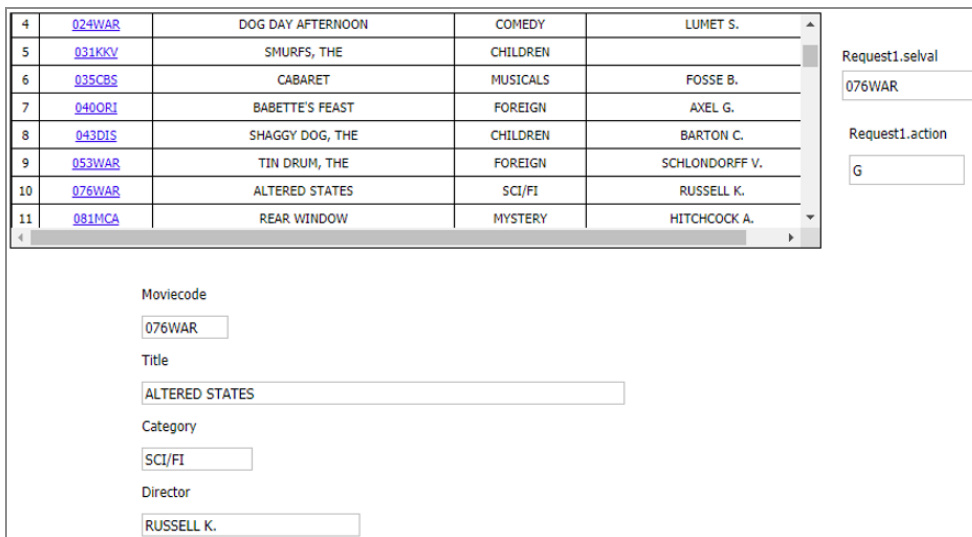 4 024WAR DOG DAY AFTERNOON COMEDY LUMET S.
5 031KKV SMURFS, THE CHILDREN
6 035CBS CABARET MUSICALS FOSSE B.
7 040ORI BABETTE'S FEAST FOREIGN AXEL G.
8 043DIS SHAGGY DOG, THE CHILDREN BARTON C.
9 053WAR TIN DRUM, THE FOREIGN SCHLONDORFF V.
10 076WAR ALTERED STATES SCI/FI RUSSELL K.
11 081MCA REAR WINDOW MYSTERY HITCHCOCK A.
Request1.selval
076WAR
Request1.action
G
Moviecode
076WAR
Title
ALTERED STATES
Category
SCI/FI
Director
RUSSELL K.